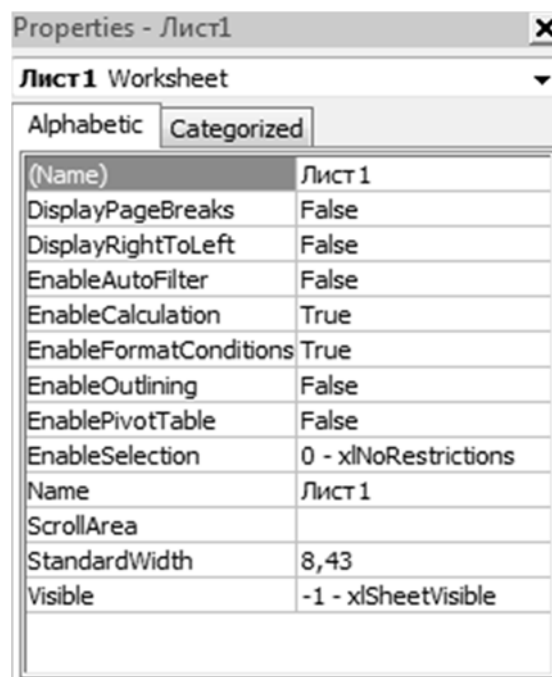 Properties - Лист1
Лист1 Worksheet
Alphabetic Categorized
(Name) Лист1
DisplayPageBreaks False
DisplayRightToLeft False
EnableAutoFilter False
EnableCalculation True
EnableFormatConditions True
EnableOutlining False
EnablePivotTable False
EnableSelection 0 - xlNoRestrictions
Name Лист1
ScrollArea
StandardWidth 8,43
Visible -1 - xlSheetVisible